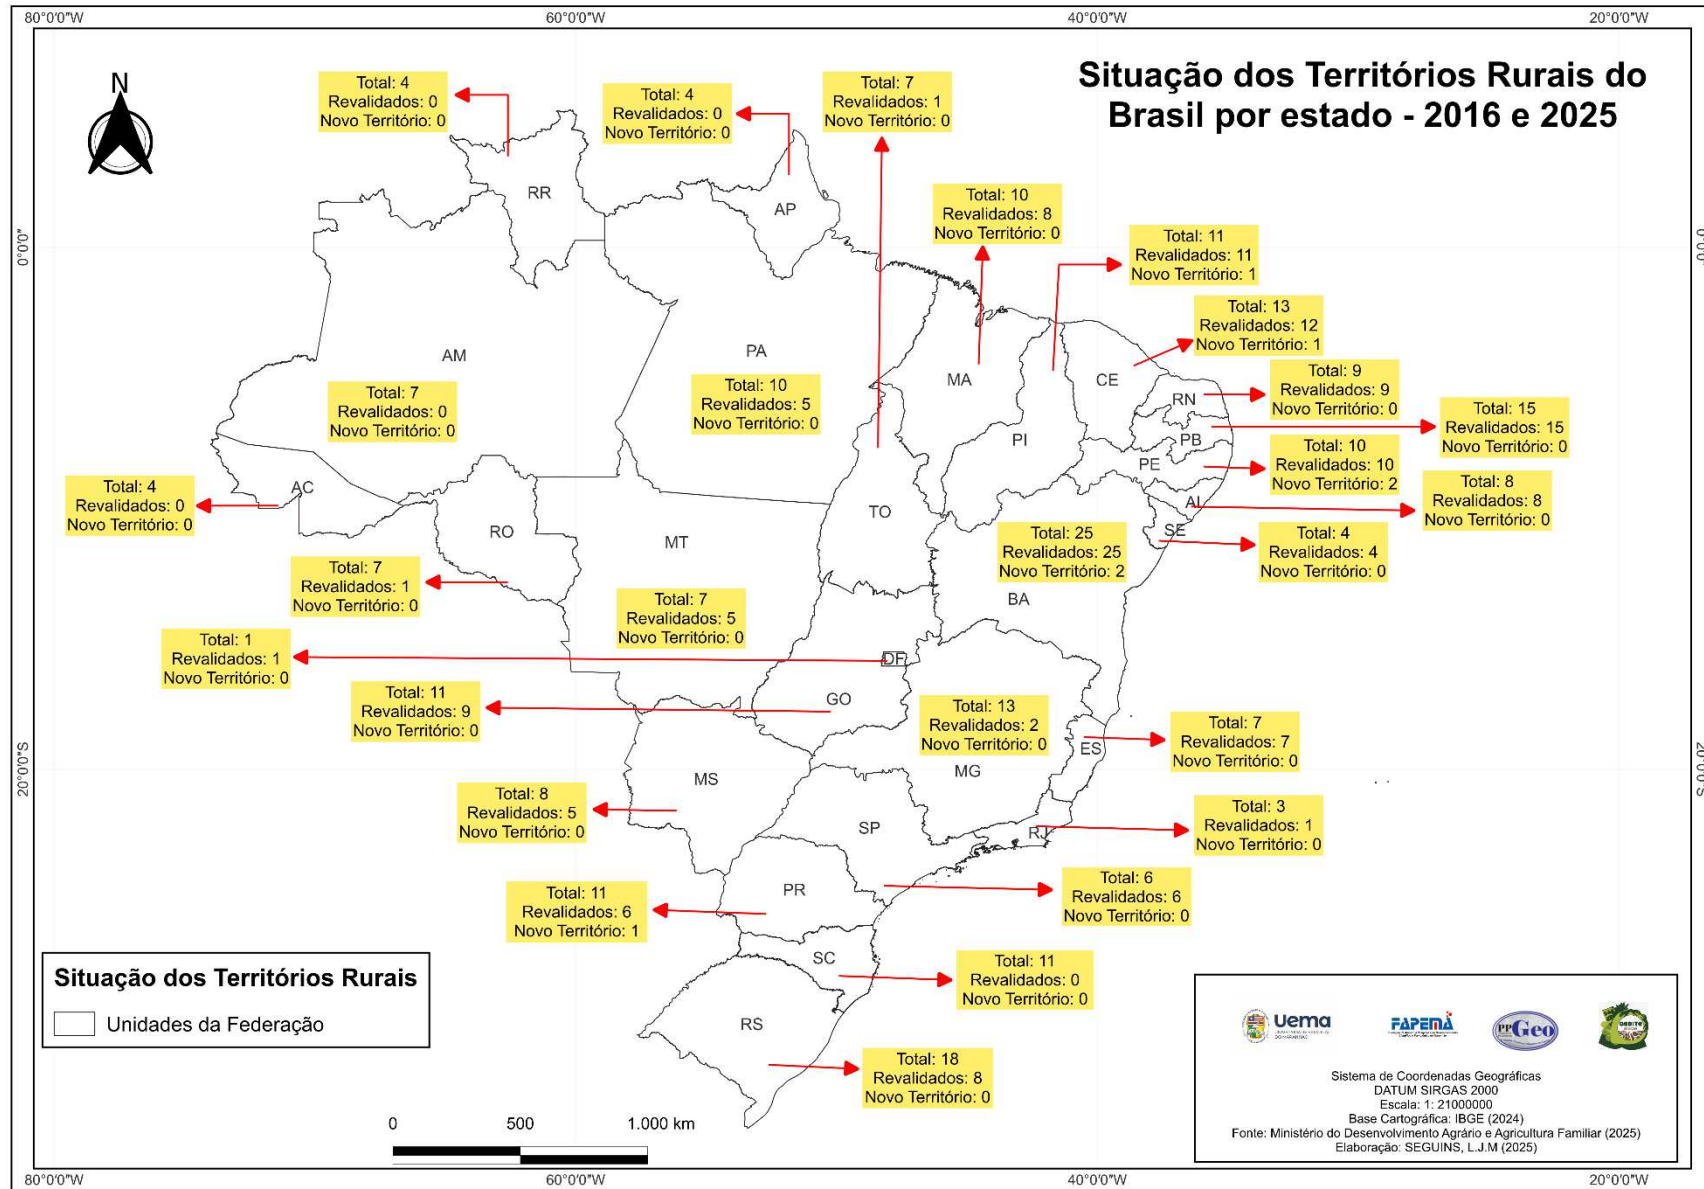 80°0'0"W
60°0'0"W
40°0'0"W
20°0'0"W
Situação dos Territórios Rurais do
Brasil por estado - 2016 e 2025
N
Total: 4
Revalidados: 0
Novo Território: 0
Total: 4
Revalidados: 0
Novo Território: 0
Total: 7
Revalidados: 1
Novo Território: 0
Total: 10
Revalidados: 8
Novo Território: 0
Total: 11
Revalidados: 11
Novo Território: 1
Total: 13
Revalidados: 12
Novo Território: 1
Total: 9
Revalidados: 9
Novo Território: 0
Total: 15
Revalidados: 15
Novo Território: 0
Total: 10
Revalidados: 10
Novo Território: 2
Total: 8
Revalidados: 8
Novo Território: 0
Total: 4
Revalidados: 4
Novo Território: 0
RR
AP
AM
Total: 7
Revalidados: 0
Novo Território: 0
PA
Total: 10
Revalidados: 5
Novo Território: 0
MA
PI
CE
RN
PB
PE
AL
SE
Total: 4
Revalidados: 0
Novo Território: 0
AC
RO
MT
TO
Total: 25
Revalidados: 25
Novo Território: 2
BA
Total: 7
Revalidados: 1
Novo Território: 0
Total: 7
Revalidados: 5
Novo Território: 0
Total: 1
Revalidados: 1
Novo Território: 0
DF
Total: 11
Revalidados: 9
Novo Território: 0
GO
Total: 13
Revalidados: 2
Novo Território: 0
MG
ES
Total: 7
Revalidados: 7
Novo Território: 0
MS
Total: 8
Revalidados: 5
Novo Território: 0
SP
RJ
Total: 3
Revalidados: 1
Novo Território: 0
Total: 6
Revalidados: 6
Novo Território: 0
PR
Total: 11
Revalidados: 6
Novo Território: 1
SC
Total: 11
Revalidados: 0
Novo Território: 0
RS
Total: 18
Revalidados: 8
Novo Território: 0
0°0'0"
20°0'0"S
0°0'0"
20°0'0"S
Situação dos Territórios Rurais
Unidades da Federação
0 500 1.000 km
Uema
FAPEMA
PPGeo
Sistema de Coordenadas Geográficas
DATUM SIRGAS 2000
Escala: 1: 21000000
Base Cartográfica: IBGE (2024)
Fonte: Ministério do Desenvolvimento Agrário e Agricultura Familiar (2025)
Elaboração: SEGUINS, L.J.M (2025)
80°0'0"W
60°0'0"W
40°0'0"W
20°0'0"W